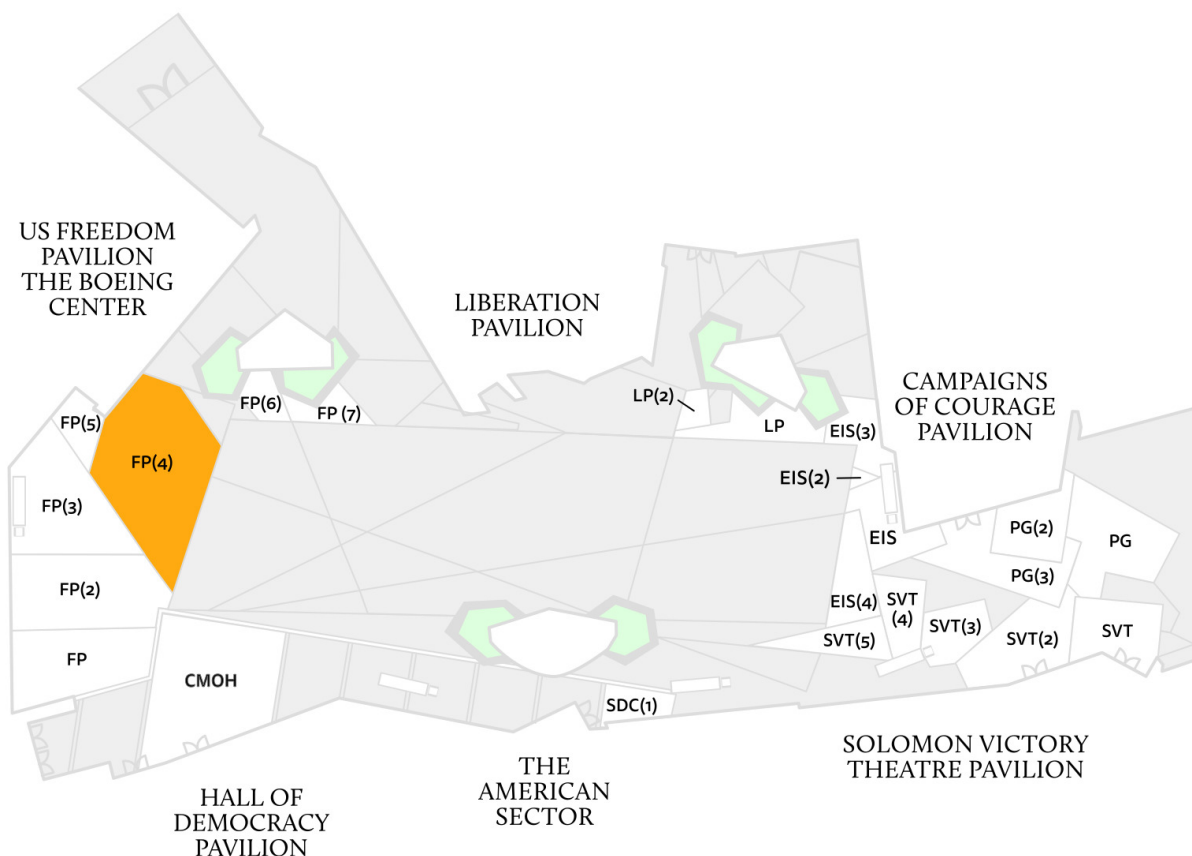 US FREEDOM
PAVILION
THE BOEING
CENTER
LIBERATION
PAVILION
CAMPAIGNS
OF COURAGE
PAVILION
FP(5)
FP(4)
FP(3)
FP(2)
FP
FP(6)
FP (7)
LP(2)
LP
EIS(3)
EIS(2)
EIS
EIS(4)
PG(2)
PG
PG(3)
SVT
(4)
SVT(3)
SVT(5)
SVT(2)
SVT
CMOH
SDC(1)
HALL OF
DEMOCRACY
PAVILION
THE
AMERICAN
SECTOR
SOLOMON VICTORY
THEATRE PAVILION